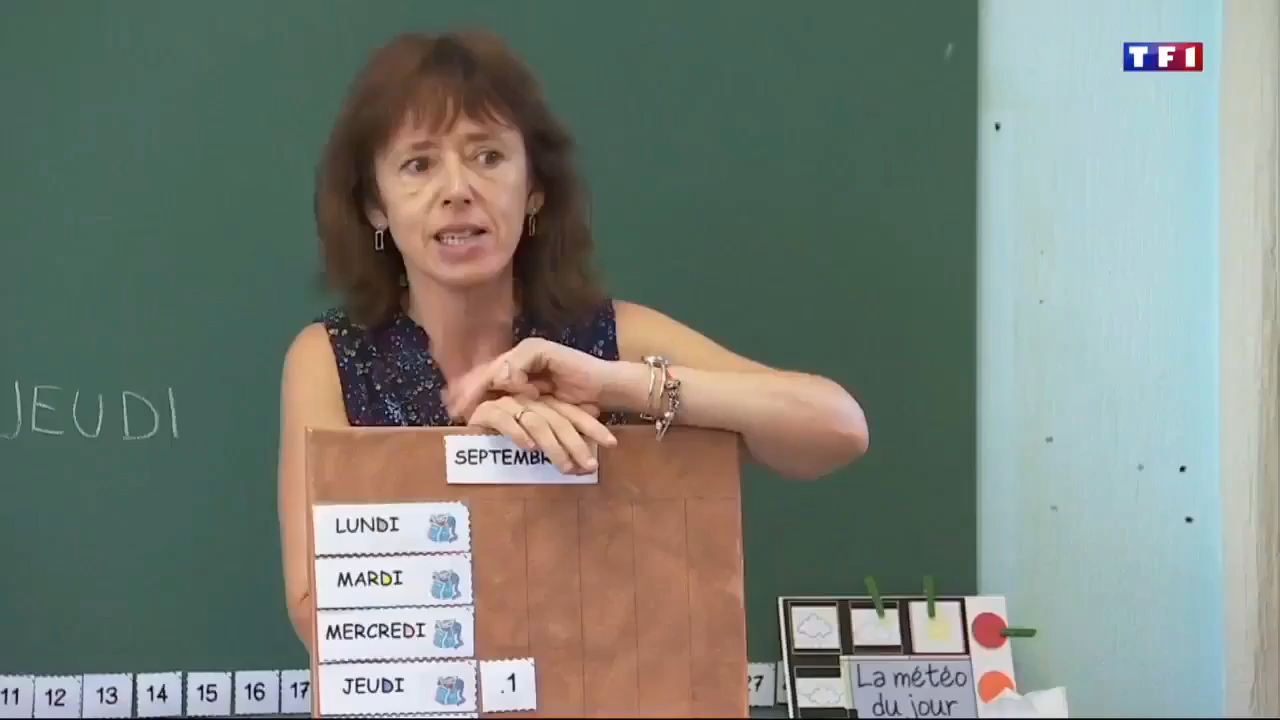 TF1
JEUDI
SEPTEMB
LUNDI
MARDI
MERCREDI
JEUDI
.1
11 12 13 14 15 16 17
27
La météo
du jour